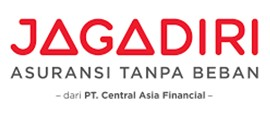 JAGADIRI
ASURANSI TANPA BEBAN
– dari PT. Central Asia Financial –